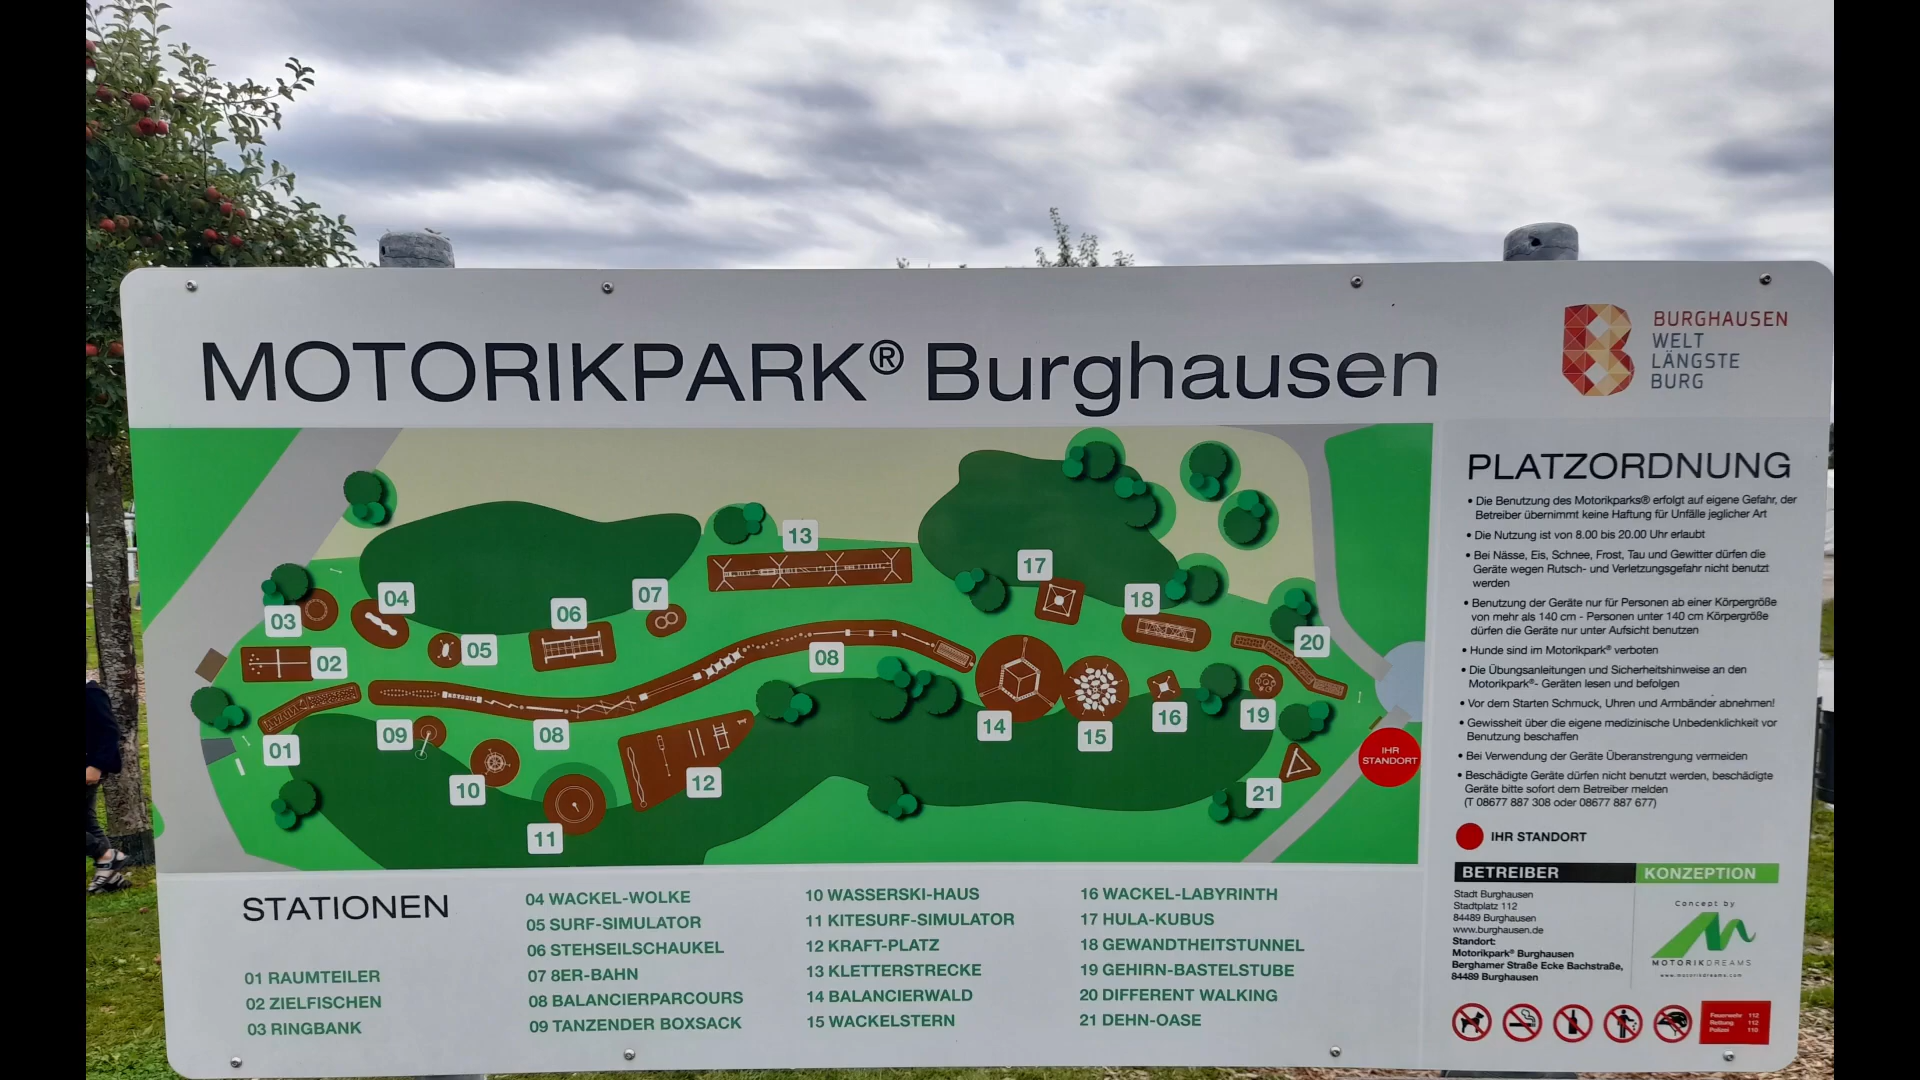 MOTORIKPARK® Burghausen
BURGHAUSEN
WELT
LÄNGSTE
BURG
13
17
04
07
18
03
06
20
05
02
08
19
16
14
15
09
08
01
12
10
21
11
IHR
STANDORT
PLATZORDNUNG
• Die Benutzung des Motorikparks® erfolgt auf eigene Gefahr, der
Betreiber übernimmt keine Haftung für Unfälle jeglicher Art
• Die Nutzung ist von 8.00 bis 20.00 Uhr erlaubt
• Bei Nässe, Eis, Schnee, Frost, Tau und Gewitter dürfen die
Geräte wegen Rutsch- und Verletzungsgefahr nicht benutzt
werden
• Benutzung der Geräte nur für Personen ab einer Körpergröße
von mehr als 140 cm - Personen unter 140 cm Körpergröße
dürfen die Geräte nur unter Aufsicht benutzen
• Hunde sind im Motorikpark® verboten
• Die Übungsanleitungen und Sicherheitshinweise an den
Motorikpark®- Geräten lesen und befolgen
• Vor dem Starten Schmuck, Uhren und Armbänder abnehmen!
• Gewissheit über die eigene medizinische Unbedenklichkeit vor
Benutzung beschaffen
• Bei Verwendung der Geräte Überanstrengung vermeiden
• Beschädigte Geräte dürfen nicht benutzt werden, beschädigte
Geräte bitte sofort dem Betreiber melden
(T 08677 887 308 oder 08677 887 677)
IHR STANDORT
BETREIBER
Stadt Burghausen
Stadtplatz 112
84489 Burghausen
www.burghausen.de
Standort:
Motorikpark® Burghausen
Berghamer Straße Ecke Bachstraße,
84489 Burghausen
KONZEPTION
Concept by
MOTORIKDREAMS
www.motorikdreams.com
Feuerwehr 112
Rettung 112
Polizei 110
STATIONEN
01 RAUMTEILER
02 ZIELFISCHEN
03 RINGBANK
04 WACKEL-WOLKE
05 SURF-SIMULATOR
06 STEHSEILSCHAUKEL
07 8ER-BAHN
08 BALANCIERPARCOURS
09 TANZENDER BOXSACK
10 WASSERSKI-HAUS
11 KITESURF-SIMULATOR
12 KRAFT-PLATZ
13 KLETTERSTRECKE
14 BALANCIERWALD
15 WACKELSTERN
16 WACKEL-LABYRINTH
17 HULA-KUBUS
18 GEWANDTHEITSTUNNEL
19 GEHIRN-BASTELSTUBE
20 DIFFERENT WALKING
21 DEHN-OASE